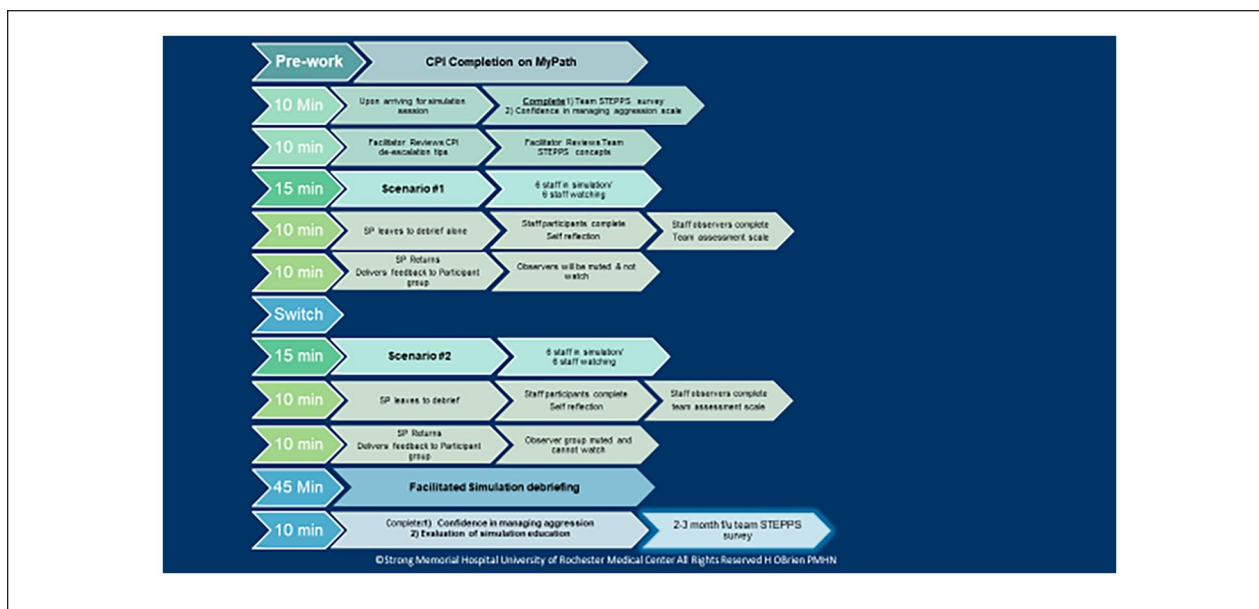 Pre-work
CPI Completion on MyPath
10 Min
Upon arriving for simulation
session
Complete 1) Team STEPPS survey
2) Confidence in managing aggression scale
10 min
Facilitator Reviews CPI
de-escalation tips
Facilitator Reviews Team
STEPPS concepts
15 min
Scenario #1
6 staff in simulation/
6 staff watching
10 min
SP leaves to debrief alone
Staff participants complete
Self reflection
Staff observers complete
Team assessment scale
10 min
SP Returns
Delivers feedback to Participant
group
Observers will be muted & not
watch
Switch
15 min
Scenario #2
6 staff in simulation/
6 staff watching
10 min
SP leaves to debrief
Staff participants complete
Self reflection
Staff observers complete
team assessment scale
10 min
SP Returns
Delivers feedback to Participant
group
Observer group muted and
cannot watch
45 Min
Facilitated Simulation debriefing
10 min
Complete:1) Confidence in managing aggression
2) Evaluation of simulation education
2-3 month f/u team STEPPS
survey
©Strong Memorial Hospital University of Rochester Medical Center All Rights Reserved H OBrien PMHN